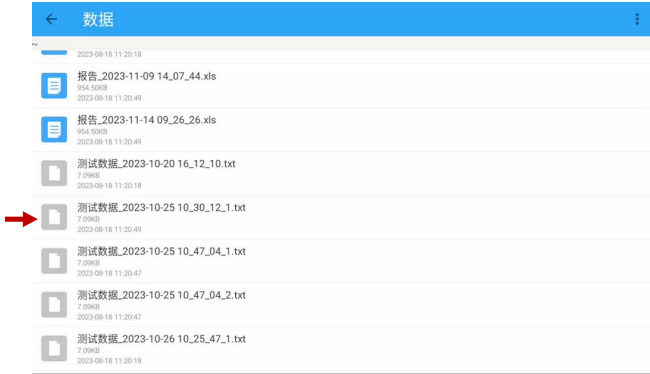 数据
~
2023-08-18 11:20:18
报告_2023-11-09 14_07_44.xls
954.50KB
2023-08-18 11:20:49
报告_2023-11-14 09_26_26.xls
954.50KB
2023-08-18 11:20:49
测试数据_2023-10-20 16_12_10.txt
7.09KB
2023-08-18 11:20:18
测试数据_2023-10-25 10_30_12_1.txt
7.09KB
2023-08-18 11:20:49
测试数据_2023-10-25 10_47_04_1.txt
7.09KB
2023-08-18 11:20:47
测试数据_2023-10-25 10_47_04_2.txt
7.09KB
2023-08-18 11:20:47
测试数据_2023-10-26 10_25_47_1.txt
7.09KB
2023-08-18 11:20:18